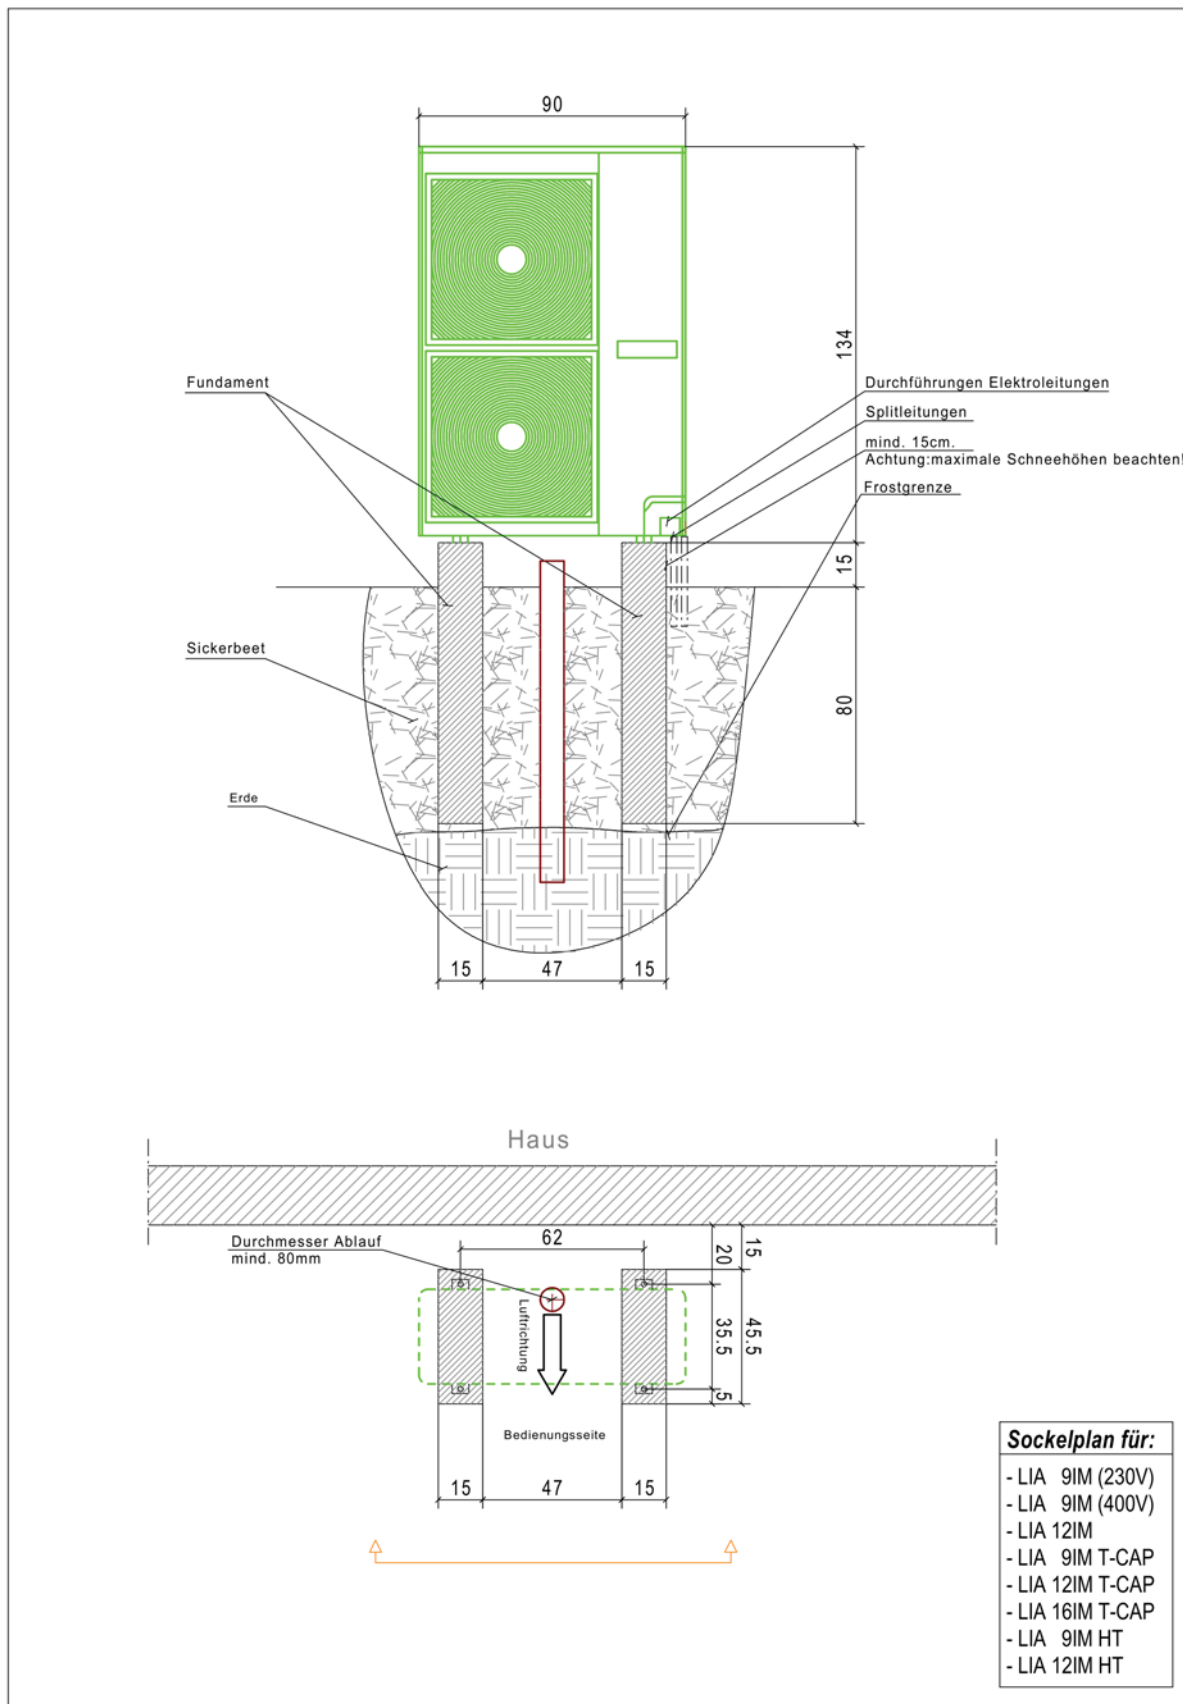 90
134
Fundament
Durchführungen Elektroleitungen
Splitleitungen
mind. 15cm.
Achtung:maximale Schneehöhen beachten!
Frostgrenze
15
Sickerbeet
80
Erde
15 47 15
Haus
Durchmesser Ablauf
mind. 80mm
62
20
15
Luftrichtung
35.5
45.5
5
Bedienungsseite
15 47 15
Sockelplan für:
- LIA 9IM (230V)
- LIA 9IM (400V)
- LIA 12IM
- LIA 9IM T-CAP
- LIA 12IM T-CAP
- LIA 16IM T-CAP
- LIA 9IM HT
- LIA 12IM HT